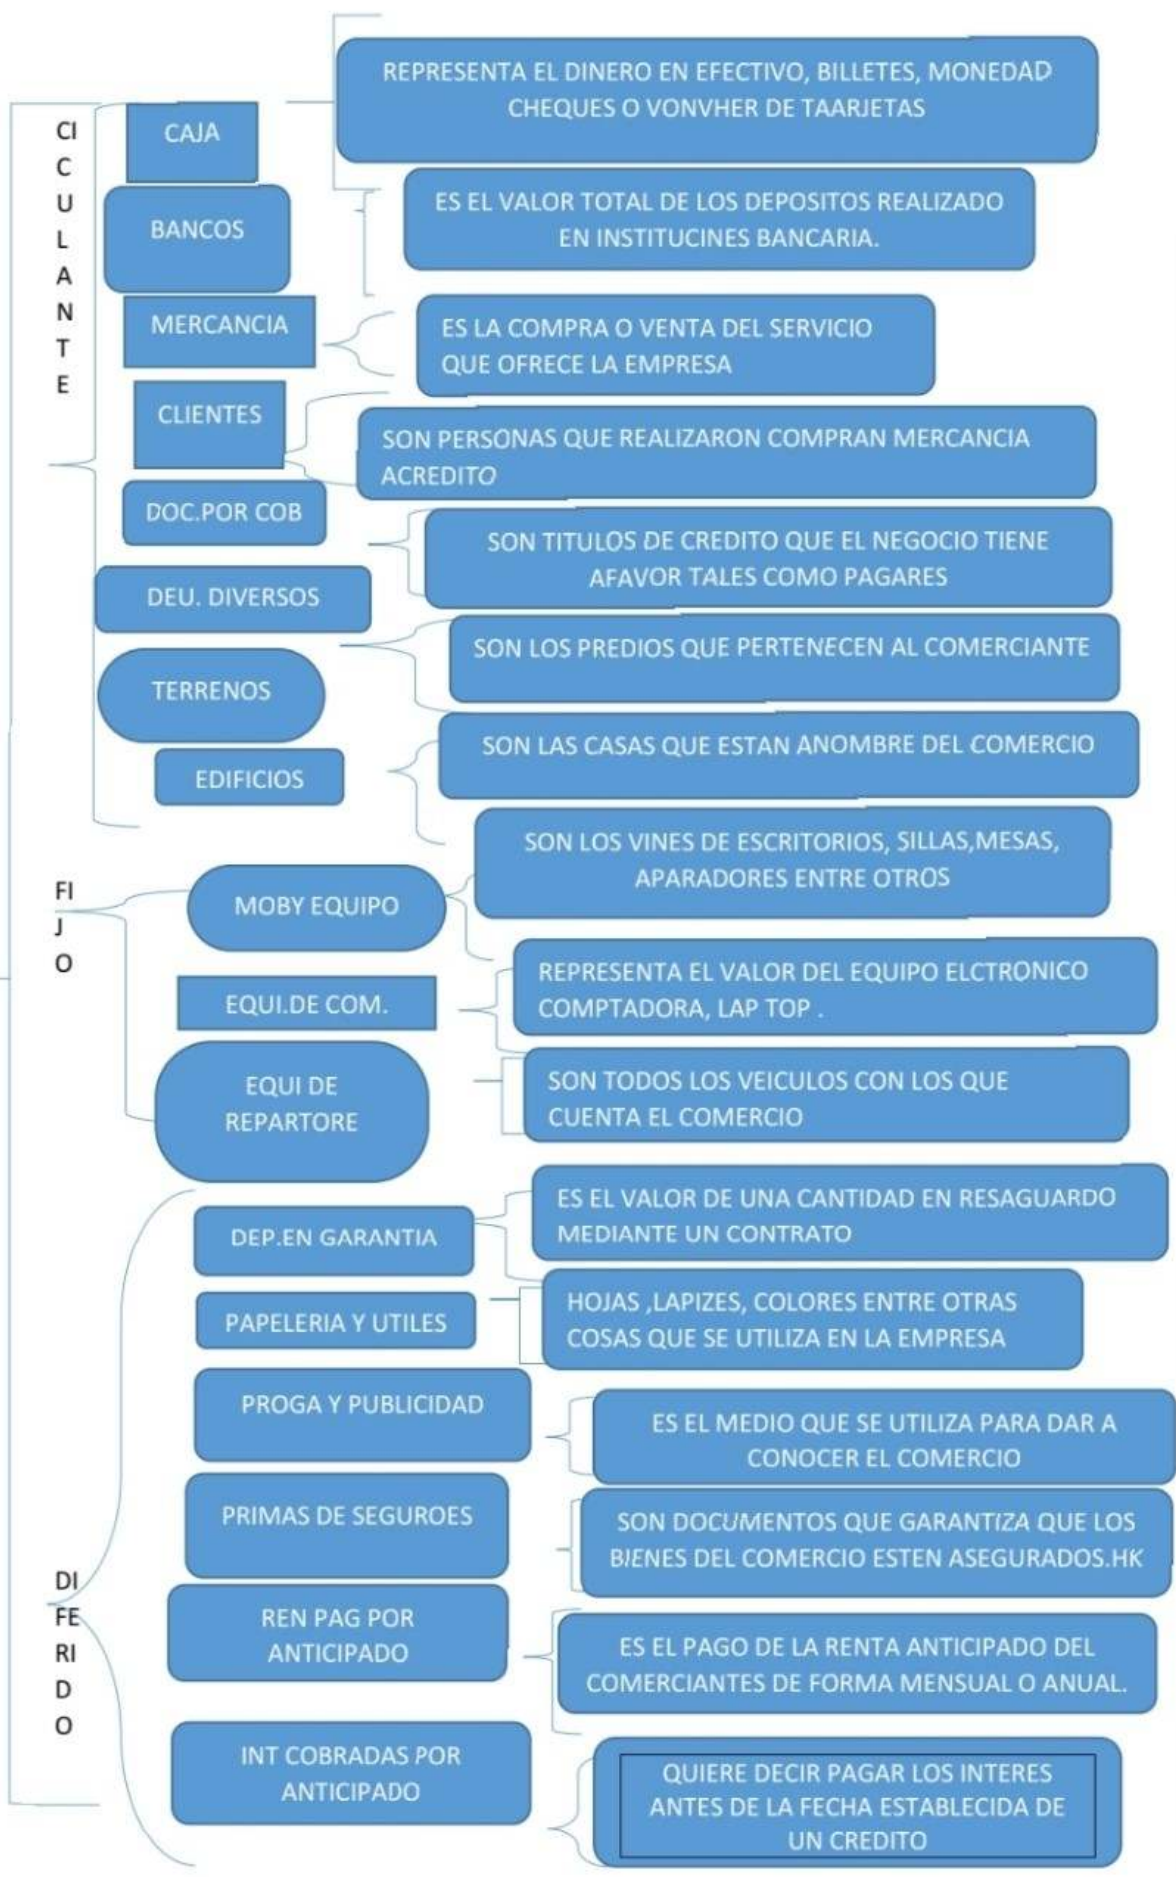 CI
C
U
L
A
N
T
E
CAJA
REPRESENTA EL DINERO EN EFECTIVO, BILLETES, MONEDAD
CHEQUES O VONVHER DE TAARJETAS
BANCOS
ES EL VALOR TOTAL DE LOS DEPOSITOS REALIZADO
EN INSTITUCINES BANCARIA.
MERCANCIA
ES LA COMPRA O VENTA DEL SERVICIO
QUE OFRECE LA EMPRESA
CLIENTES
SON PERSONAS QUE REALIZARON COMPRAN MERCANCIA
ACREDITO
DOC.POR COB
SON TITULOS DE CREDITO QUE EL NEGOCIO TIENE
AFAVOR TALES COMO PAGARES
DEU. DIVERSOS
SON LOS PREDIOS QUE PERTENECEN AL COMERCIANTE
TERRENOS
SON LAS CASAS QUE ESTAN ANOMBRE DEL COMERCIO
EDIFICIOS
SON LOS VINES DE ESCRITORIOS, SILLAS,MESAS,
APARADORES ENTRE OTROS
FI
J
O
MOBY EQUIPO
REPRESENTA EL VALOR DEL EQUIPO ELCTRONICO
COMPTADORA, LAP TOP .
EQUI.DE COM.
EQUI DE
REPARTORE
SON TODOS LOS VEICULOS CON LOS QUE
CUENTA EL COMERCIO
DEP.EN GARANTIA
ES EL VALOR DE UNA CANTIDAD EN RESAGUARDO
MEDIANTE UN CONTRATO
PAPELERIA Y UTILES
HOJAS ,LAPIZES, COLORES ENTRE OTRAS
COSAS QUE SE UTILIZA EN LA EMPRESA
PROGA Y PUBLICIDAD
ES EL MEDIO QUE SE UTILIZA PARA DAR A
CONOCER EL COMERCIO
PRIMAS DE SEGUROES
SON DOCUMENTOS QUE GARANTIZA QUE LOS
BIENES DEL COMERCIO ESTEN ASEGURADOS.HK
DI
FE
RI
D
O
REN PAG POR
ANTICIPADO
ES EL PAGO DE LA RENTA ANTICIPADO DEL
COMERCIANTES DE FORMA MENSUAL O ANUAL.
INT COBRADAS POR
ANTICIPADO
QUIERE DECIR PAGAR LOS INTERES
ANTES DE LA FECHA ESTABLECIDA DE
UN CREDITO